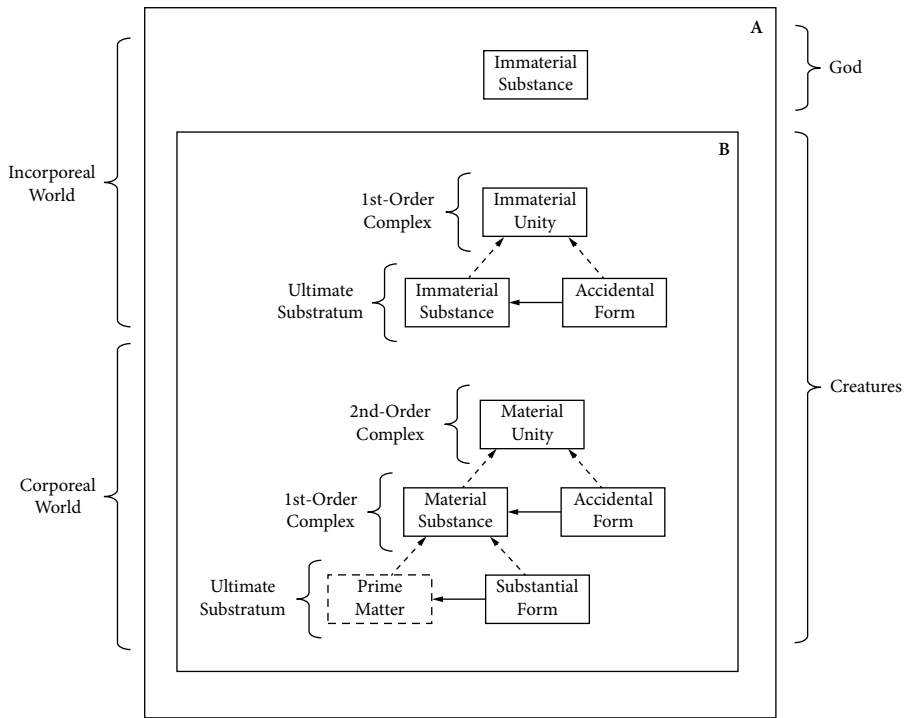 A
Immaterial
Substance
God
B
Incorporeal
World
1st-Order
Complex
Immaterial
Unity
Ultimate
Substratum
Immaterial
Substance
Accidental
Form
Creatures
2nd-Order
Complex
Material
Unity
Corporeal
World
1st-Order
Complex
Material
Substance
Accidental
Form
Ultimate
Substratum
Prime
Matter
Substantial
Form